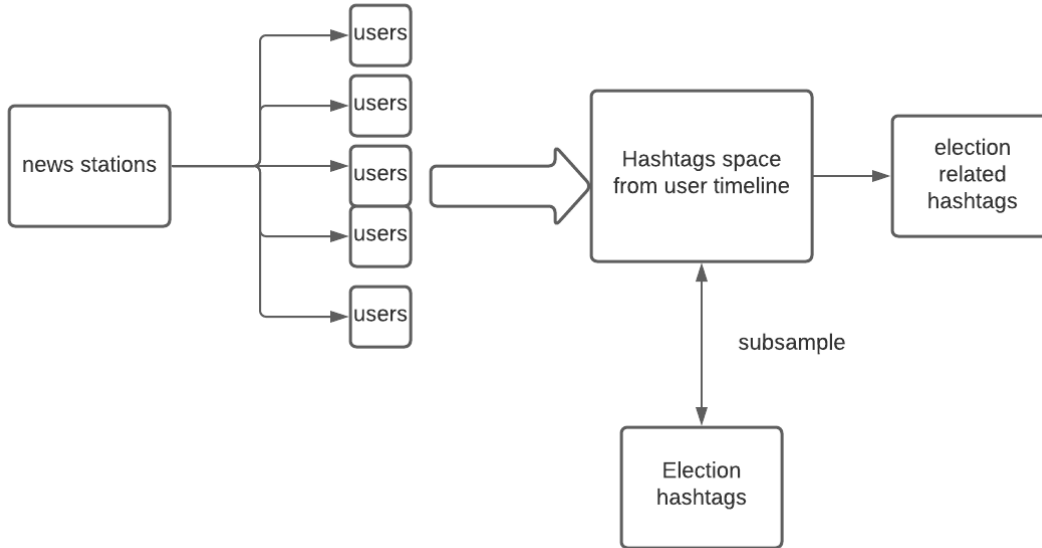 users
users
news stations
users
users
users
Hashtags space
from user timeline
election
related
hashtags
subsample
Election
hashtags